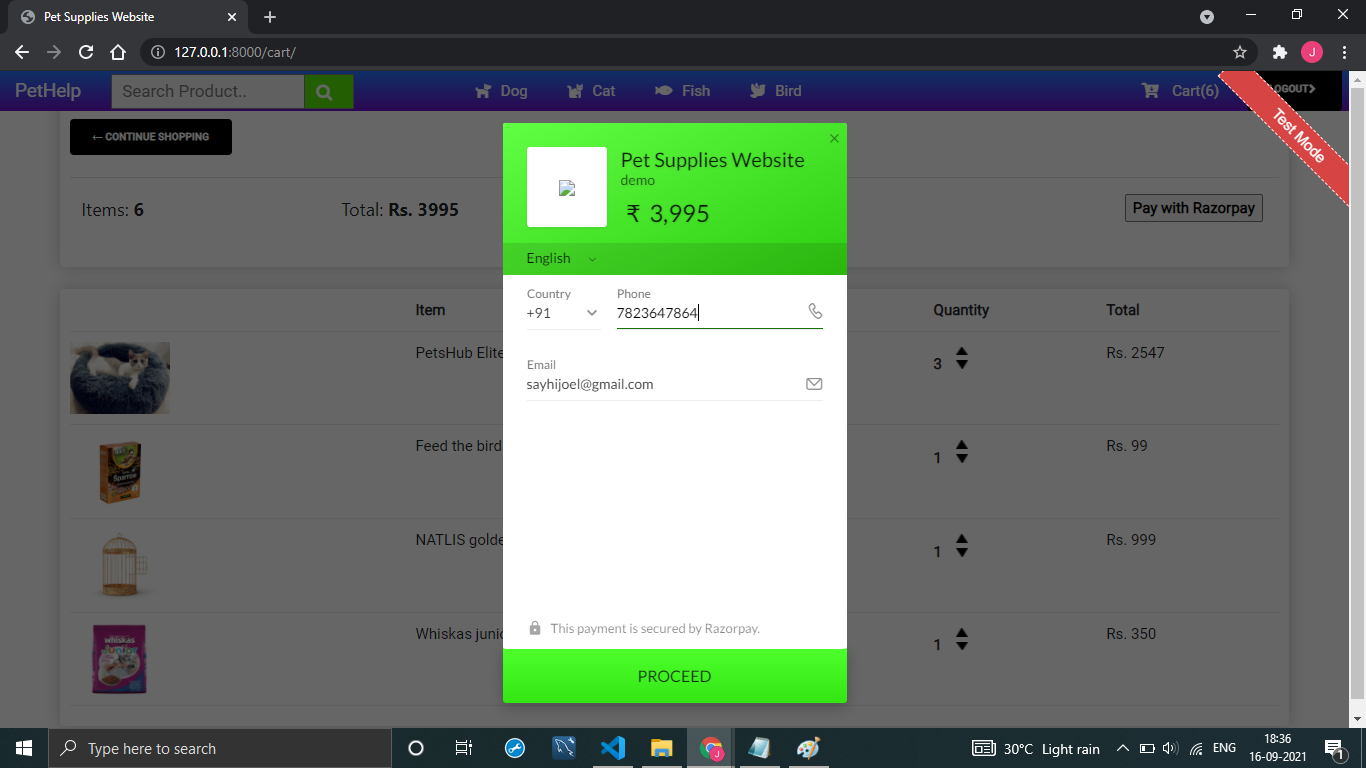 Pet Supplies Website
127.0.0.1:8000/cart/
J
PetHelp
Search Product..
Dog
Cat
Fish
Bird
Cart(6)
LOGOUT
Test Mode
← CONTINUE SHOPPING
Items: 6
Total: Rs. 3995
Pay with Razorpay
Pet Supplies Website
demo
₹ 3,995
English
Country
+91
Phone
7823647864
Email
sayhijoel@gmail.com
This payment is secured by Razorpay.
PROCEED
Item
Quantity
Total
PetsHub Elite
3
Rs. 2547
Feed the bird
1
Rs. 99
Sparrow
NATLIS golde
1
Rs. 999
Whiskas junio
1
Rs. 350
whiskas
junior
Type here to search
J
30°C Light rain
ENG
18:36
16-09-2021
1